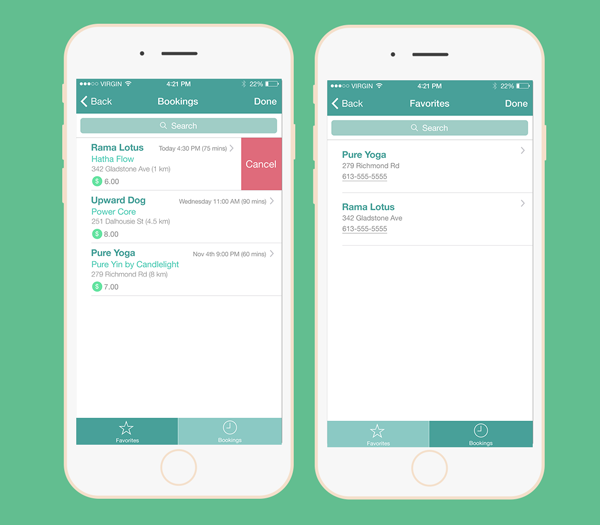 VIRGIN 4:21 PM 22%
Back Bookings Done
Search
Rama Lotus Today 4:30 PM (75 mins)
Hatha Flow
342 Gladstone Ave (1 km)
$ 6.00
Cancel
Upward Dog Wednesday 11:00 AM (90 mins)
Power Core
251 Dalhousie St (4.5 km)
$ 8.00
Pure Yoga Nov 4th 9:00 PM (60 mins)
Pure Yin by Candlelight
279 Richmond Rd (8 km)
$ 7.00
Favorites Bookings
VIRGIN 4:21 PM 22%
Back Favorites Done
Search
Pure Yoga
279 Richmond Rd
613-555-5555
Rama Lotus
342 Gladstone Ave
613-555-5555
Favorites Bookings